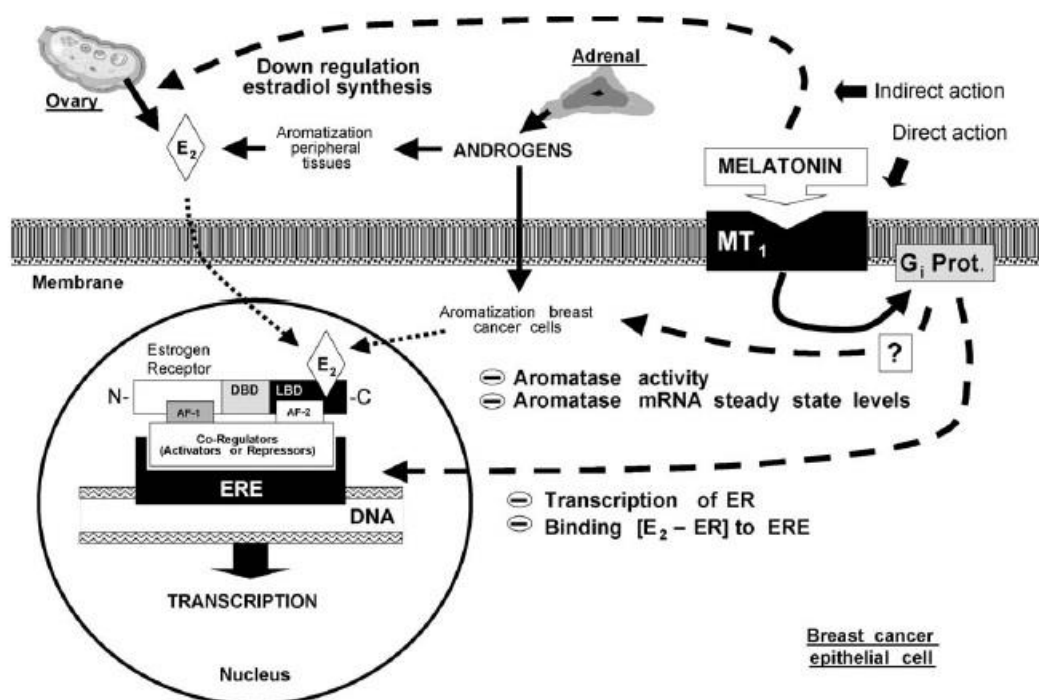 Ovary
Down regulation
estradiol synthesis
Adrenal
Indirect action
Direct action
E2
Aromatization
peripheral
tissues
ANDROGENS
MELATONIN
MT1
Gi Prot.
Membrane
Aromatization breast
cancer cells
?
Estrogen
Receptor
E2
N-
DBD
LBD
-C
AF-1
AF-2
Co-Regulators
(Activators or Repressors)
ERE
DNA
TRANSCRIPTION
Nucleus
⊖ Aromatase activity
⊖ Aromatase mRNA steady state levels
⊖ Transcription of ER
⊖ Binding [E2 – ER] to ERE
Breast cancer
epithelial cell